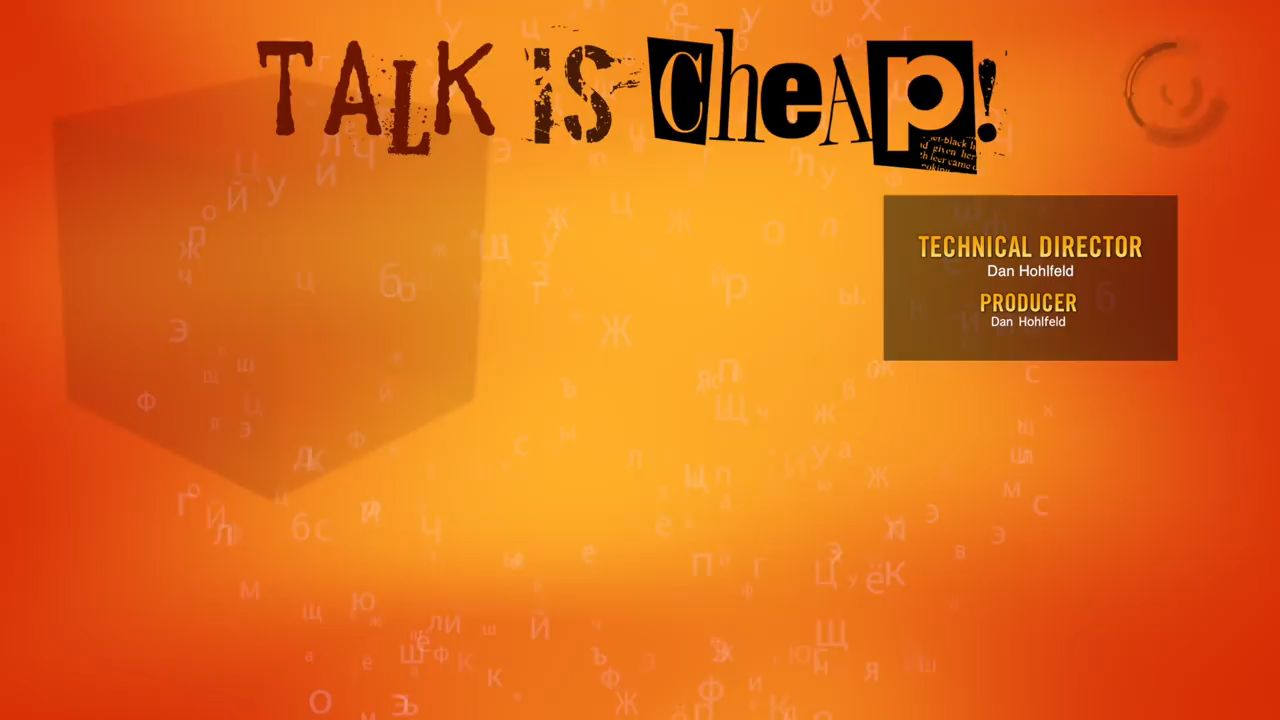 TALK iS CheAp!
TECHNICAL DIRECTOR
Dan Hohlfeld
PRODUCER
Dan Hohlfeld